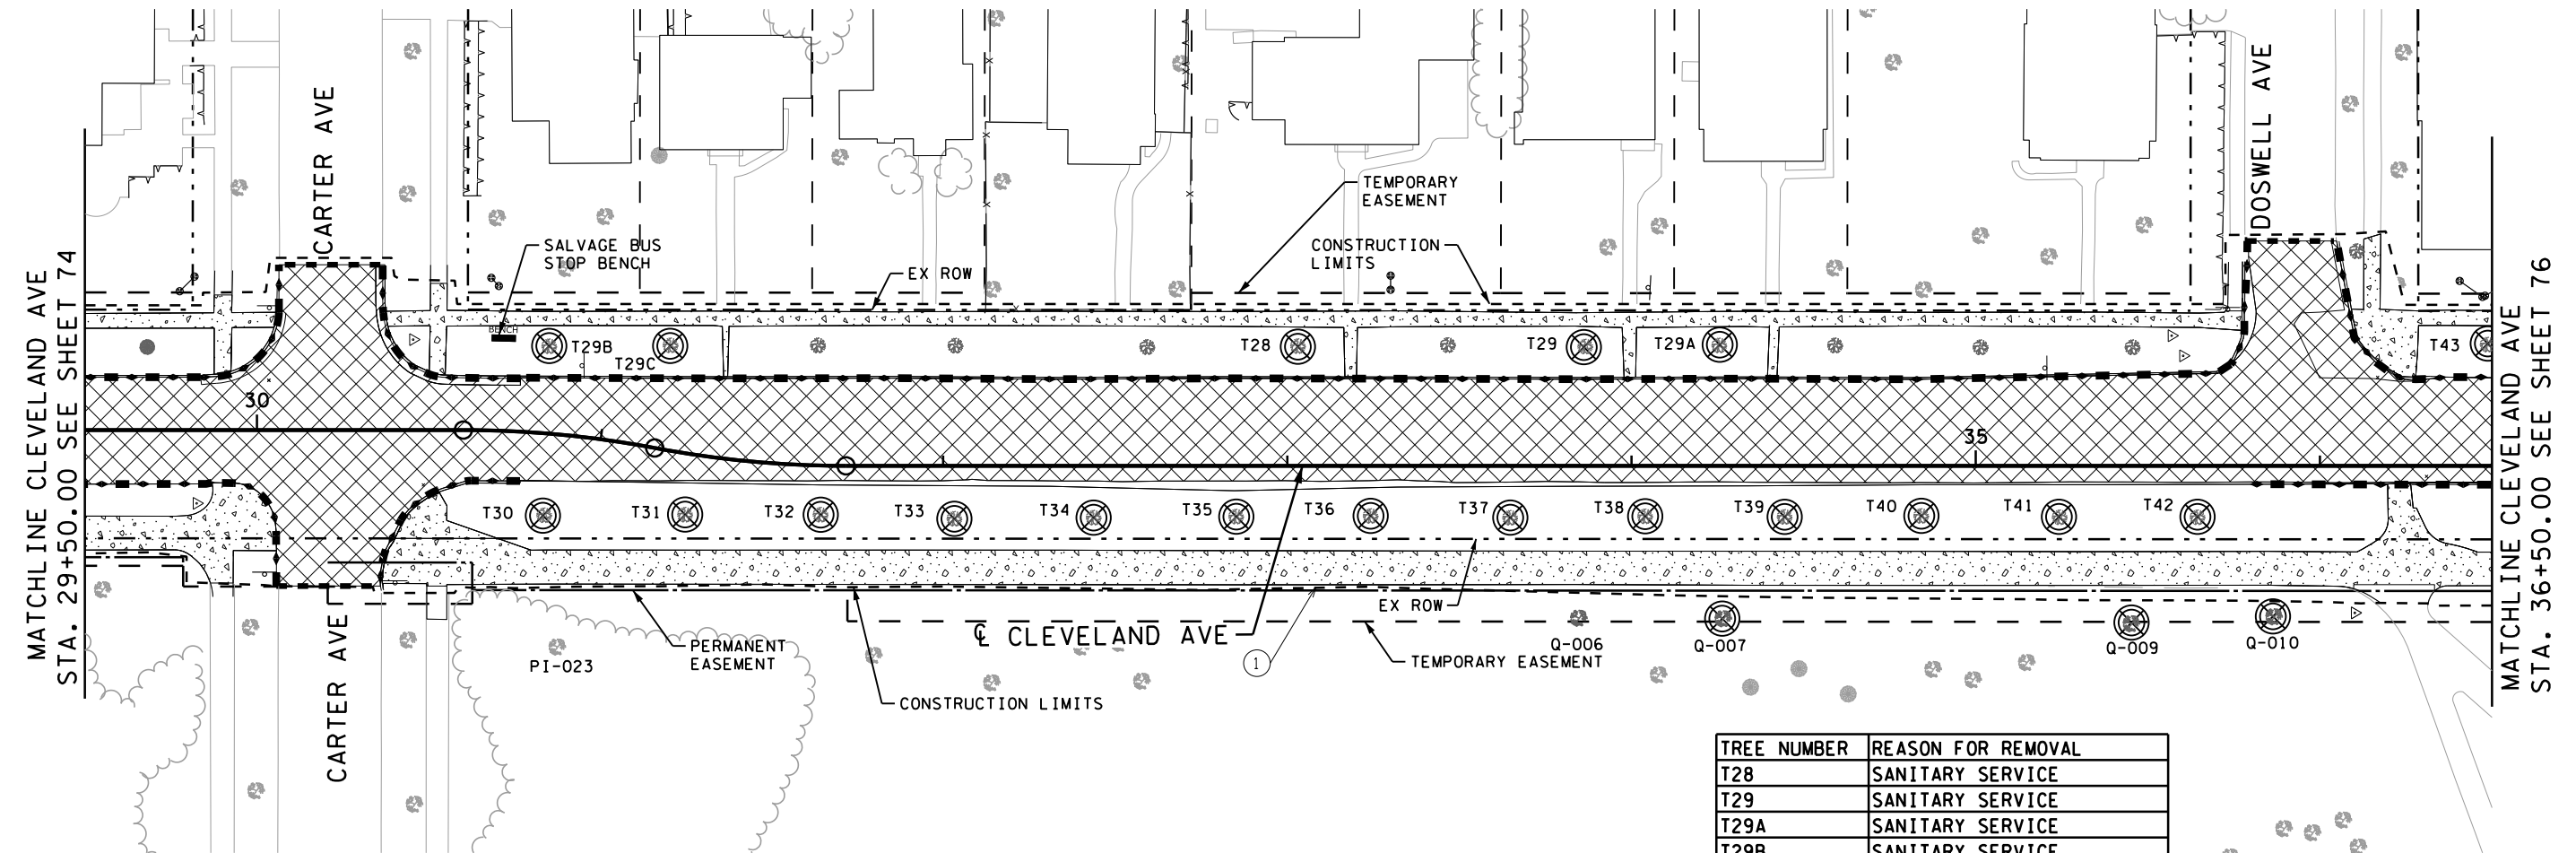 MATCHLINE CLEVELAND AVE
STA. 29+50.00 SEE SHEET 74
CARTER AVE
SALVAGE BUS
STOP BENCH
BENCH
EX ROW
TEMPORARY
EASEMENT
CONSTRUCTION
LIMITS
DOSWELL AVE
T29B
T29C
T28
T29
T29A
T43
30
35
T30
T31
T32
T33
T34
T35
T36
T37
T38
T39
T40
T41
T42
CARTER AVE
PI-023
PERMANENT
EASEMENT
CONSTRUCTION LIMITS
℄ CLEVELAND AVE
1
EX ROW
TEMPORARY EASEMENT
Q-006
Q-007
Q-009
Q-010
MATCHLINE CLEVELAND AVE
STA. 36+50.00 SEE SHEET 76
TREE NUMBER REASON FOR REMOVAL
T28 SANITARY SERVICE
T29 SANITARY SERVICE
T29A SANITARY SERVICE
T29B SANITARY SERVICE